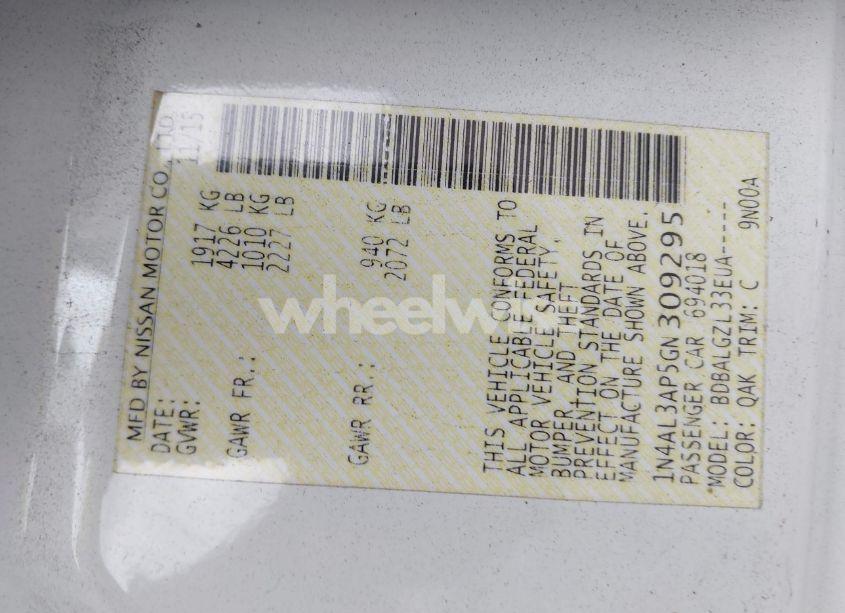 MFD BY NISSAN MOTOR CO., LTD
DATE: 11/15
GVWR: 1917 KG
4226 LB
GAWR FR.: 1010 KG
2227 LB
GAWR RR.: 940 KG
2072 LB
THIS VEHICLE CONFORMS TO
ALL APPLICABLE FEDERAL
MOTOR VEHICLE SAFETY,
BUMPER AND THEFT
PREVENTION STANDARDS IN
EFFECT ON THE DATE OF
MANUFACTURE SHOWN ABOVE.
1N4AL3AP5GN309295
PASSENGER CAR 694018
MODEL: BDBALGZL33EUA-----
COLOR: QAK TRIM: C 9N00A